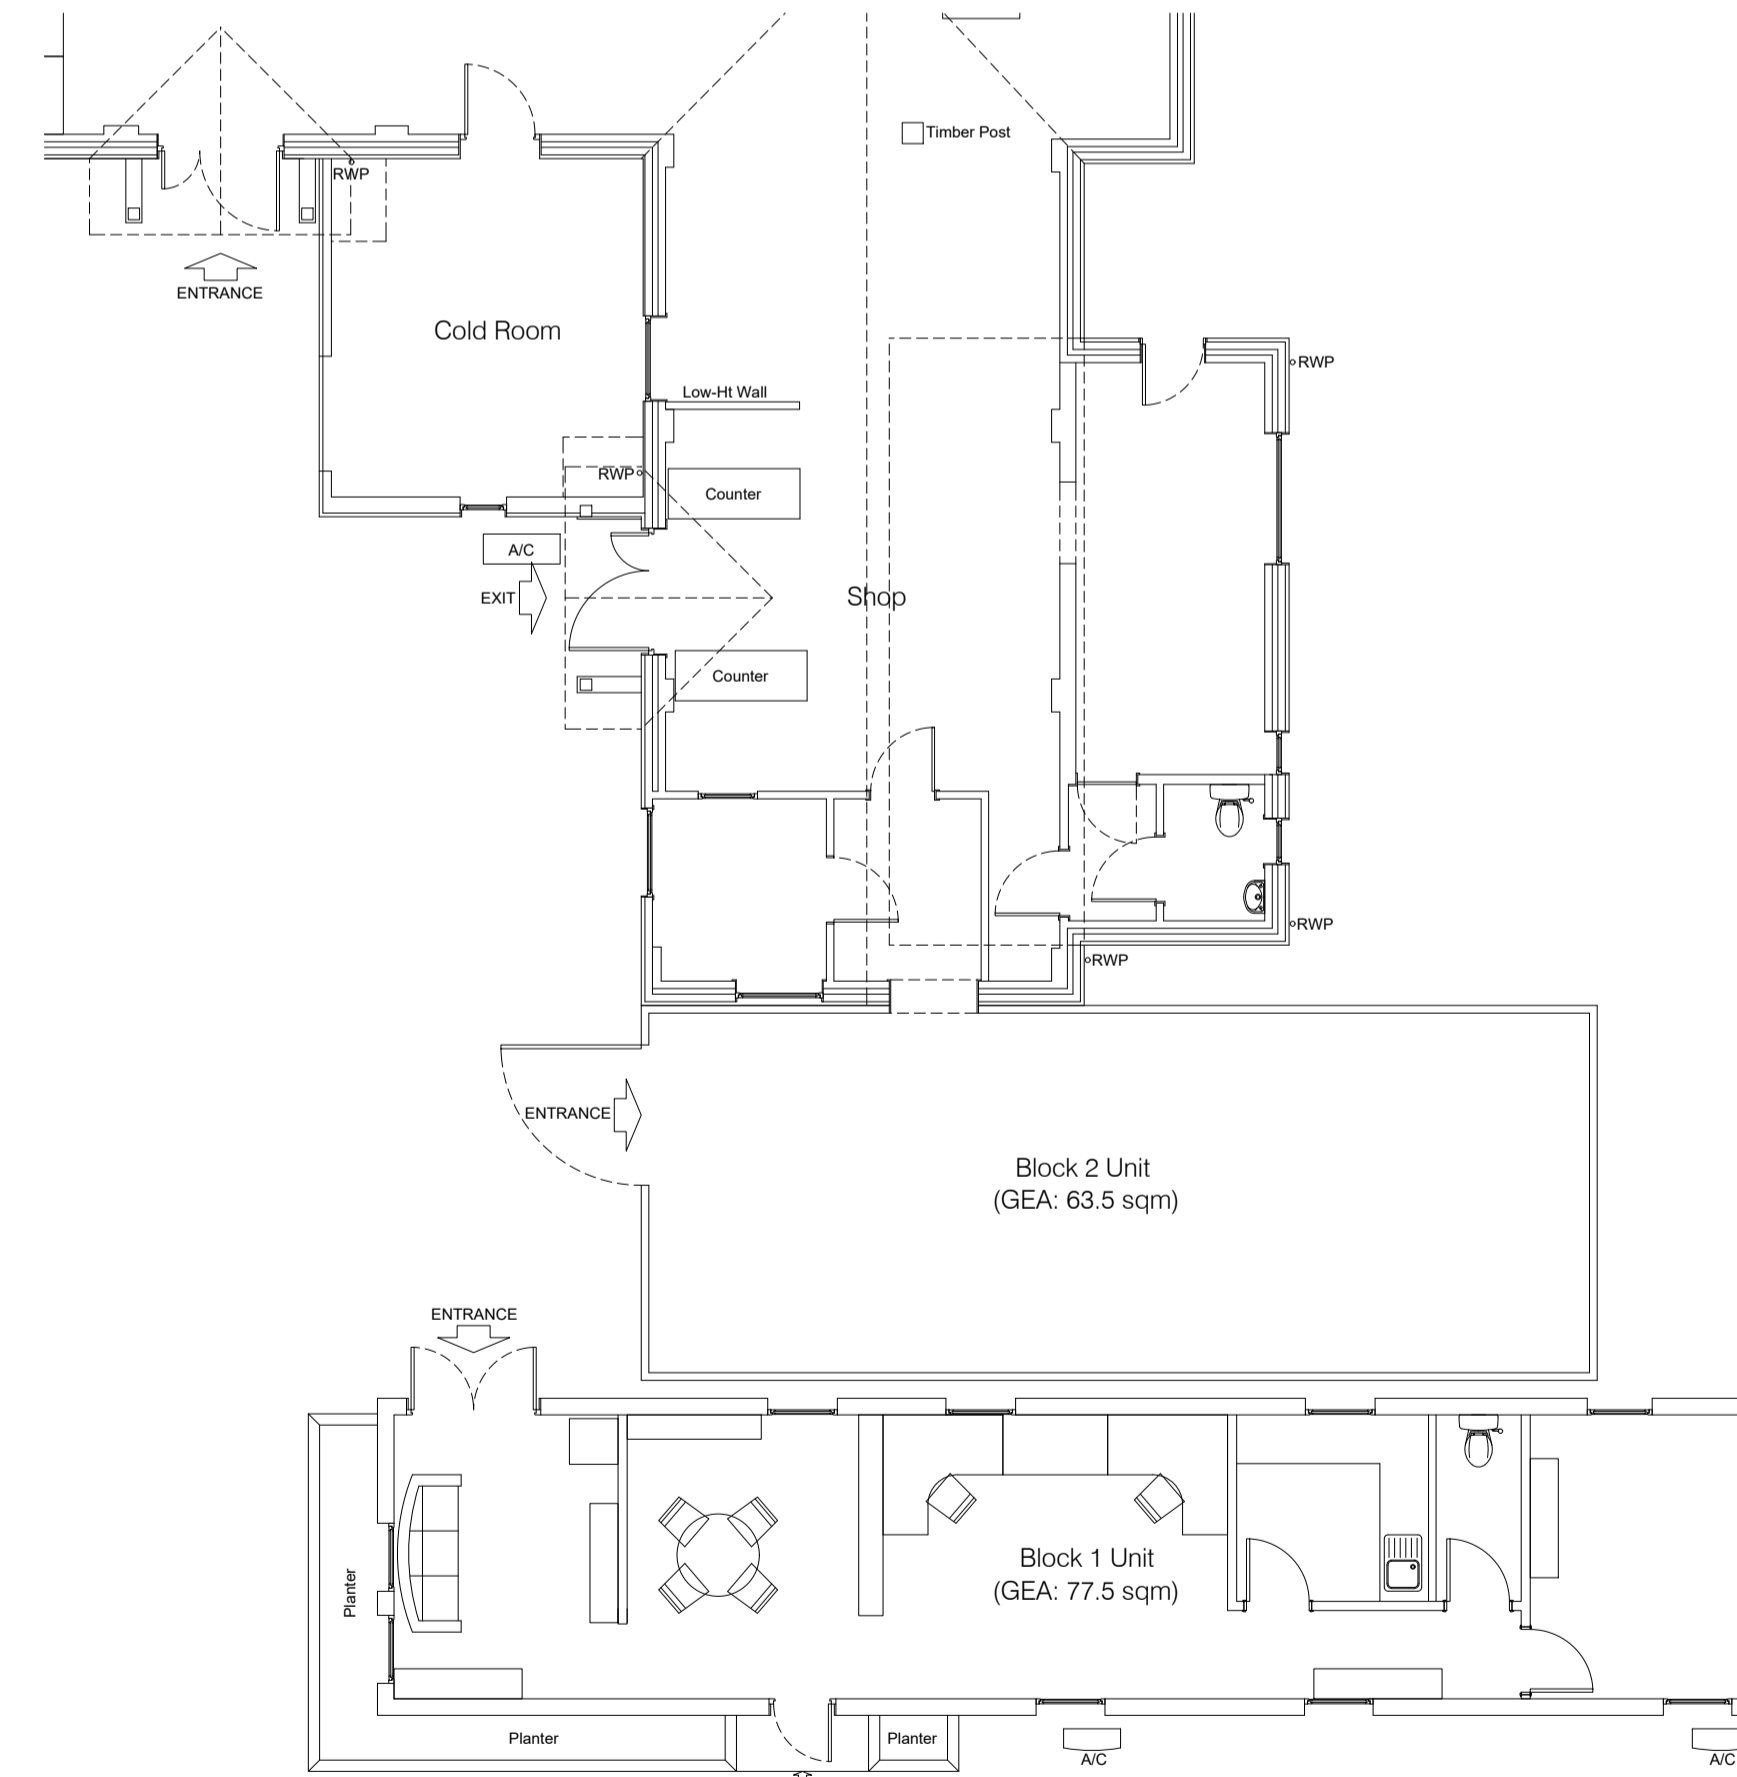 Timber Post
RWP
ENTRANCE
Cold Room
RWP
Low-Ht Wall
RWP
Counter
A/C
EXIT
Shop
Counter
RWP
RWP
ENTRANCE
Block 2 Unit
(GEA: 63.5 sqm)
ENTRANCE
Block 1 Unit
(GEA: 77.5 sqm)
Planter
Planter
Planter
A/C
A/C